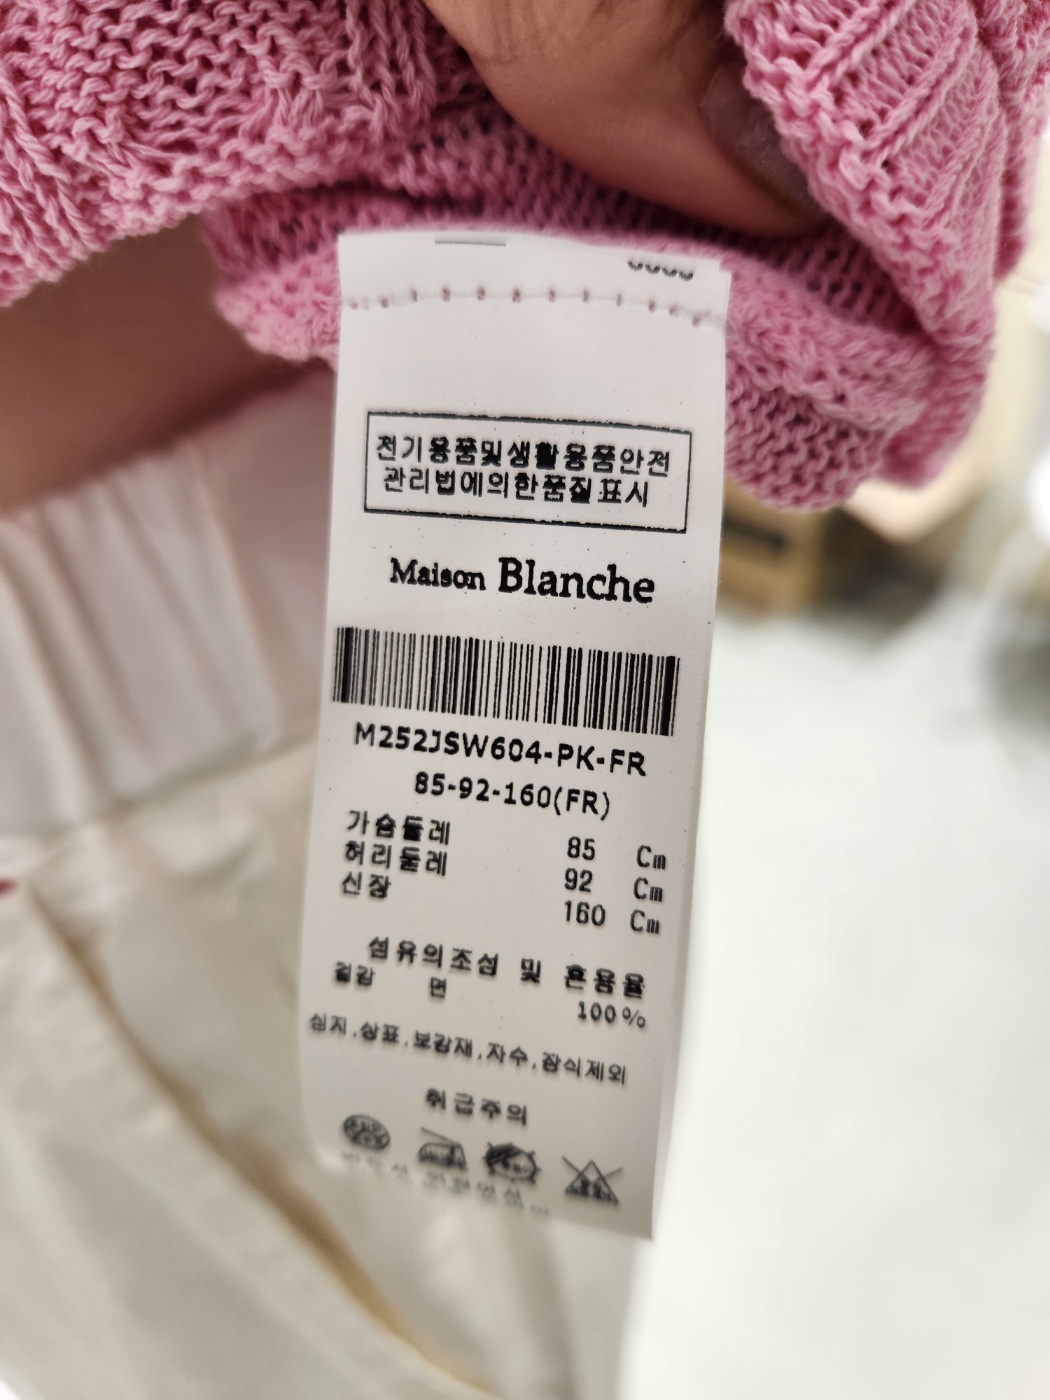 전기용품및생활용품안전
관리법에의한품질표시
Maison Blanche
M252JSW604-PK-FR
85-92-160(FR)
가슴둘레 85 Cm
허리둘레 92 Cm
신장 160 Cm
섬유의조성 및 혼용율
겉감 면 100%
심지,상표,보강재,자수,장식제외
취급주의